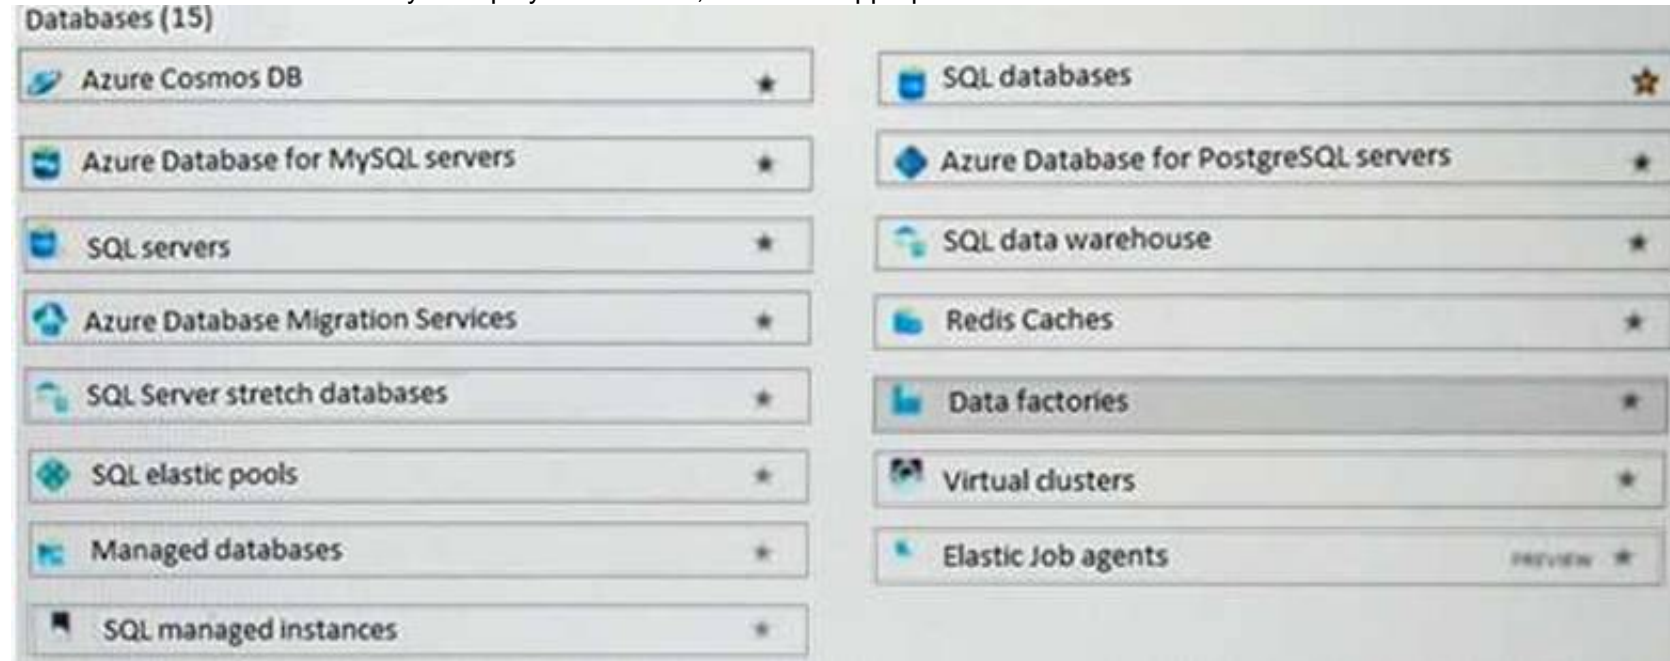 Databases (15)
Azure Cosmos DB
SQL databases
Azure Database for MySQL servers
Azure Database for PostgreSQL servers
SQL servers
SQL data warehouse
Azure Database Migration Services
Redis Caches
SQL Server stretch databases
Data factories
SQL elastic pools
Virtual clusters
Managed databases
Elastic Job agents PREVIEW
SQL managed instances